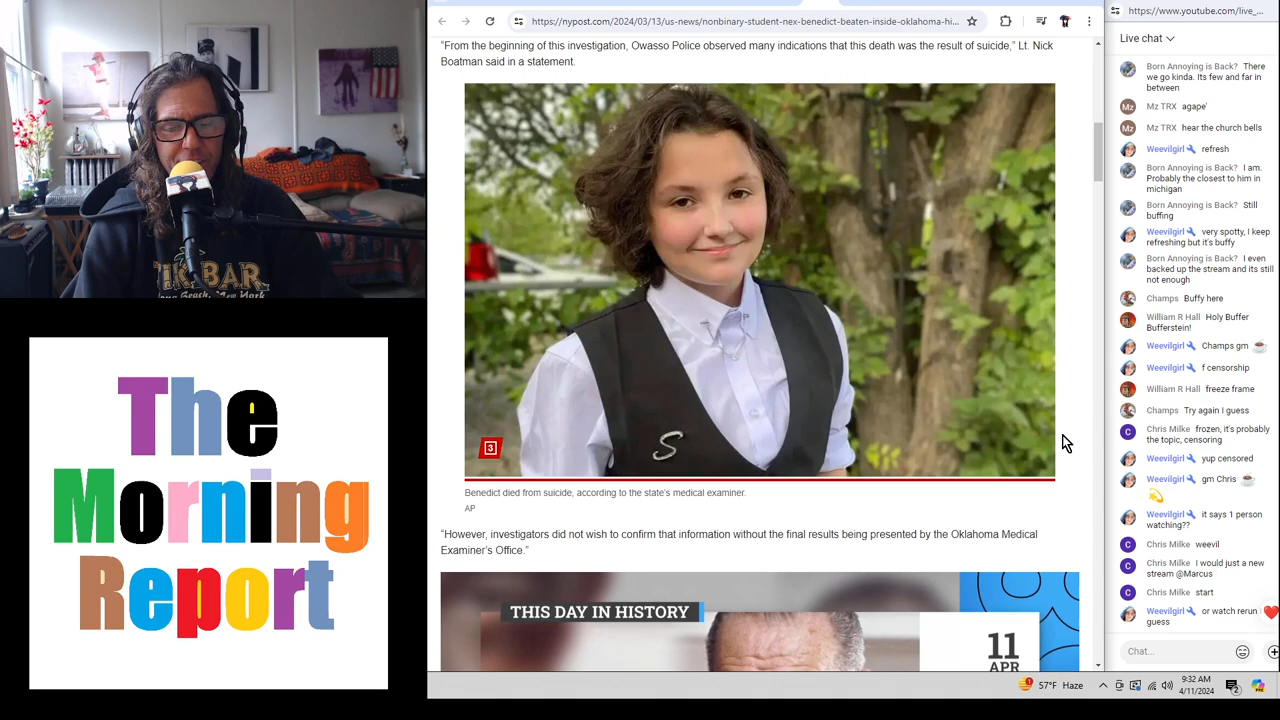 TIKI BAR
Long Beach, New York
The
Morning
Report
https://nypost.com/2024/03/13/us-news/nonbinary-student-nex-benedict-beaten-inside-oklahoma-hi...
"From the beginning of this investigation, Owasso Police observed many indications that this death was the result of suicide," Lt. Nick
Boatman said in a statement.
S
3
Benedict died from suicide, according to the state's medical examiner.
AP
"However, investigators did not wish to confirm that information without the final results being presented by the Oklahoma Medical
Examiner's Office."
THIS DAY IN HISTORY
11
APR
https://www.youtube.com/live_...
Live chat
Born Annoying is Back? There
we go kinda. Its few and far in
between
Mz TRX agape'
Mz TRX hear the church bells
Weevilgirl refresh
Born Annoying is Back? I am.
Probably the closest to him in
michigan
Born Annoying is Back? Still
buffing
Weevilgirl very spotty, I keep
refreshing but it's buffy
Born Annoying is Back? I even
backed up the stream and its still
not enough
Champs Buffy here
William R Hall Holy Buffer
Bufferstein!
Weevilgirl Champs gm ☕
Weevilgirl f censorship
William R Hall freeze frame
Champs Try again I guess
C Chris Milke frozen, it's probably
the topic, censoring
Weevilgirl yup censored
Weevilgirl gm Chris ☕
💫
Weevilgirl it says 1 person
watching??
C Chris Milke weevil
C Chris Milke I would just a new
stream @Marcus
C Chris Milke start
Weevilgirl or watch rerun I
guess
Chat...
1 57°F Haze
9:32 AM
4/11/2024
2